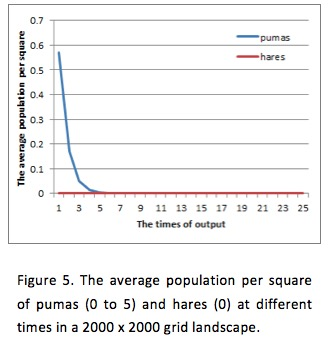 0.7
0.6
0.5
0.4
0.3
0.2
0.1
0
The average population per square
pumas
hares
1 3 5 7 9 11 13 15 17 19 21 23 25
The times of output
Figure 5. The average population per square
of pumas (0 to 5) and hares (0) at different
times in a 2000 x 2000 grid landscape.